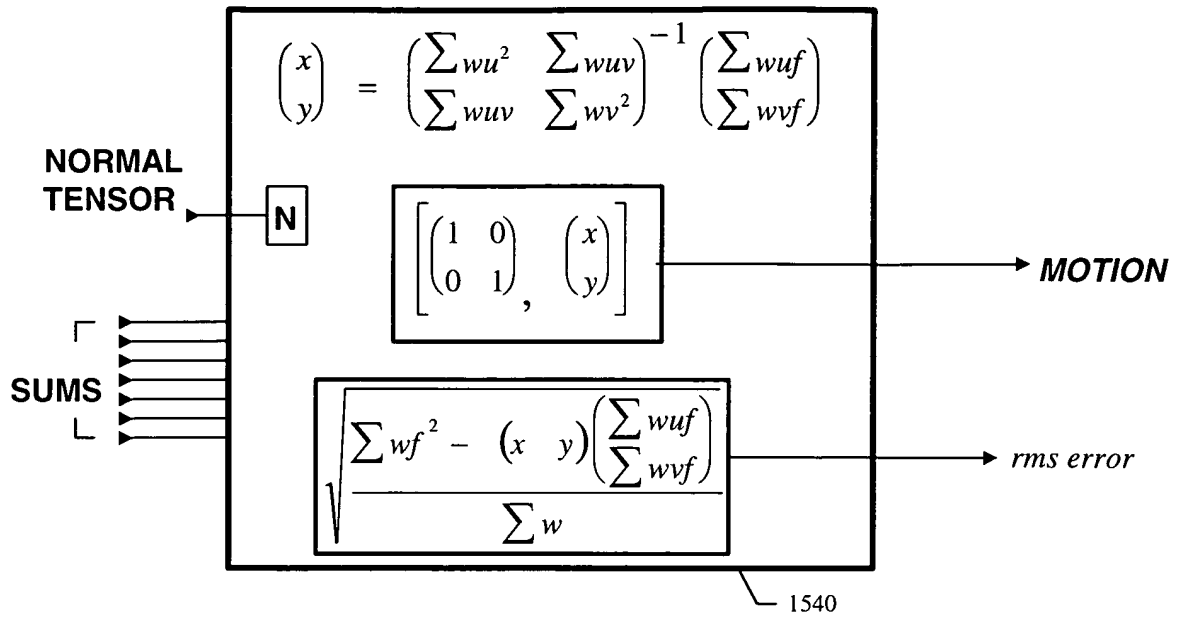 (x y) = (∑wu² ∑wuv ∑wuv ∑wv²)⁻¹ (∑wuf ∑wvf)
NORMAL
TENSOR
N
[(1 0 0 1), (x y)]
MOTION
SUMS
√((∑wf² - (x y)(∑wuf ∑wvf)) / ∑w)
rms error
1540